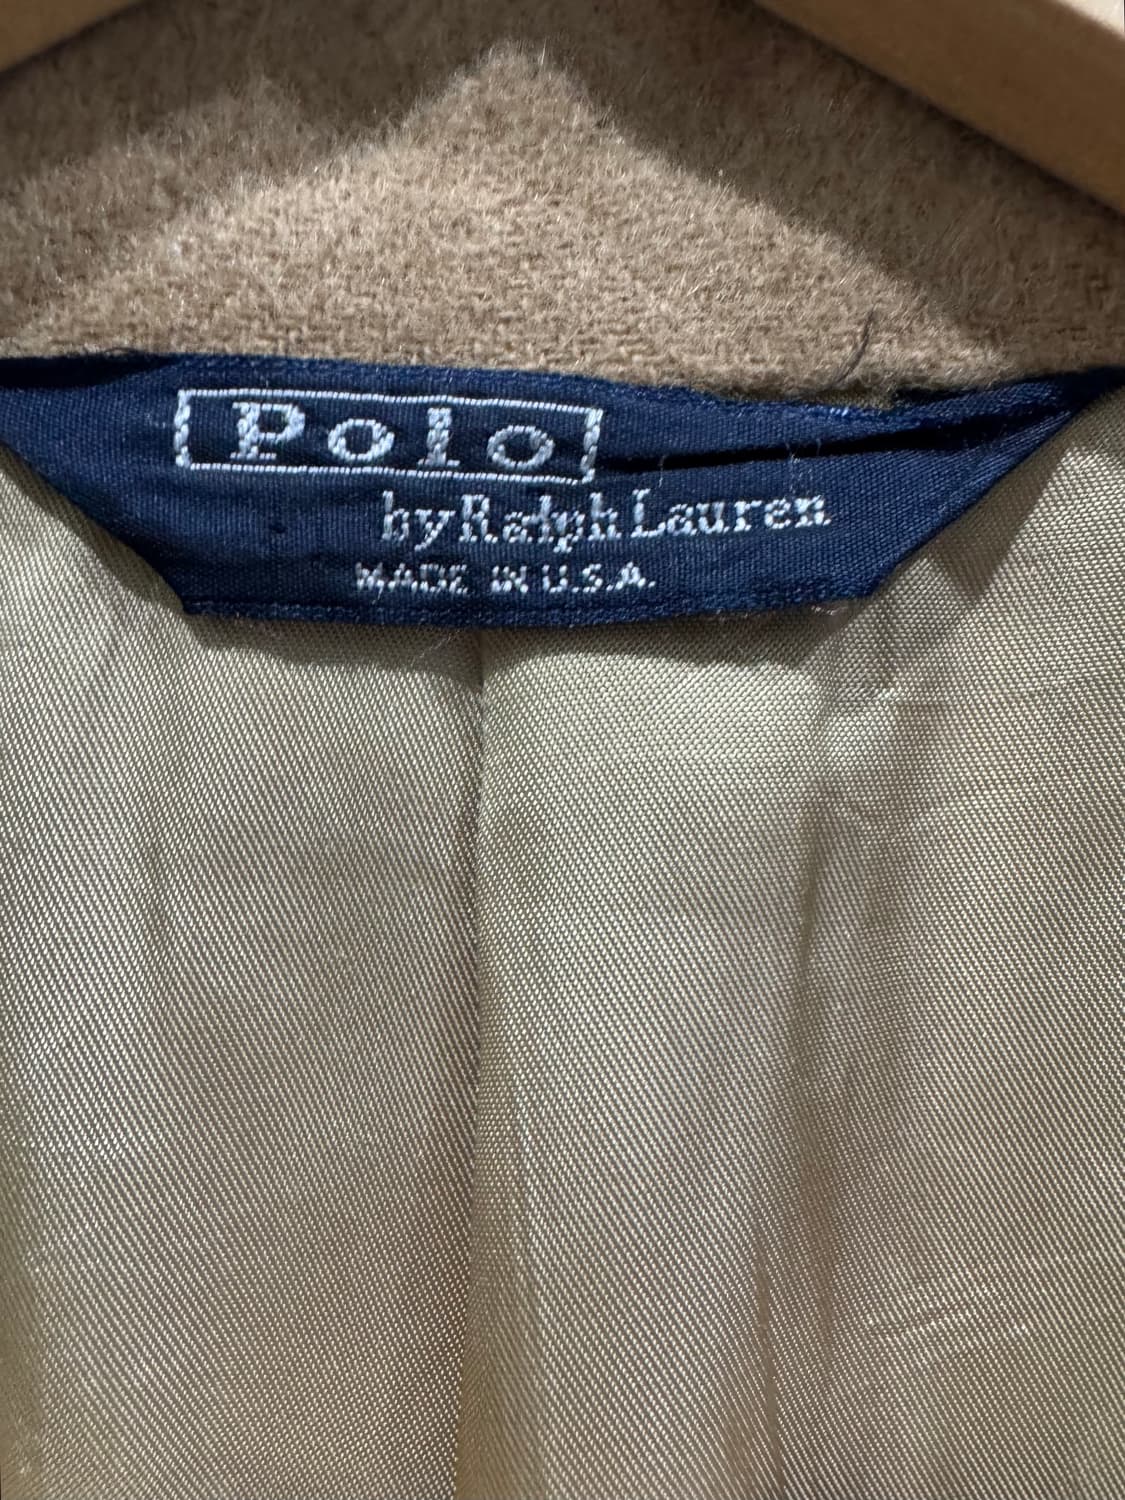 Polo
by Ralph Lauren
MADE IN U.S.A.